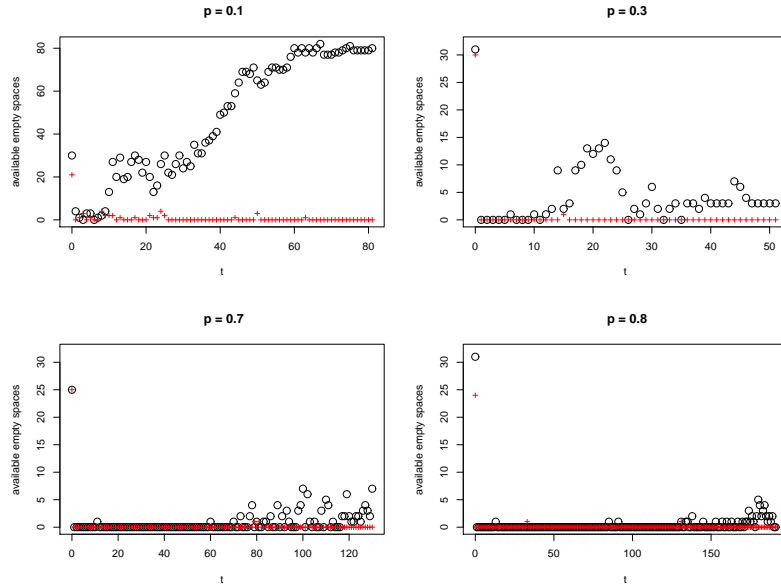 p = 0.1
available empty spaces
0 20 40 60 80
0 20 40 60 80
t
p = 0.3
available empty spaces
0 5 10 15 20 25 30
0 10 20 30 40 50
t
p = 0.7
available empty spaces
0 5 10 15 20 25 30
0 20 40 60 80 100 120
t
p = 0.8
available empty spaces
0 5 10 15 20 25 30
0 50 100 150
t